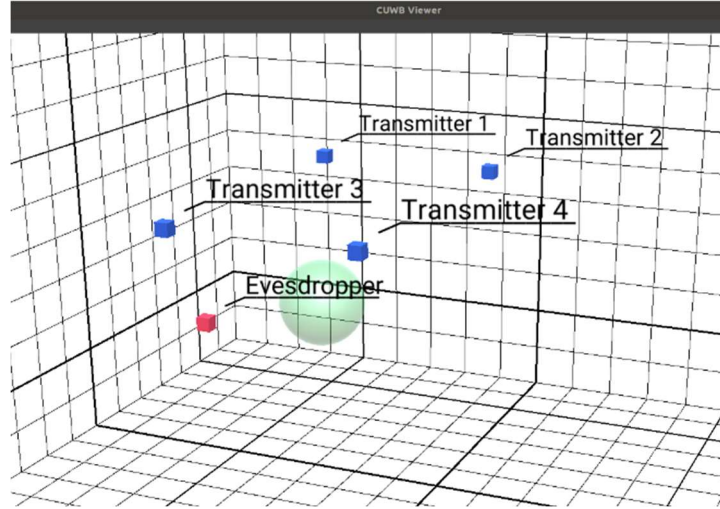 CUWB Viewer
Transmitter 1
Transmitter 2
Transmitter 3
Transmitter 4
Evesdropper